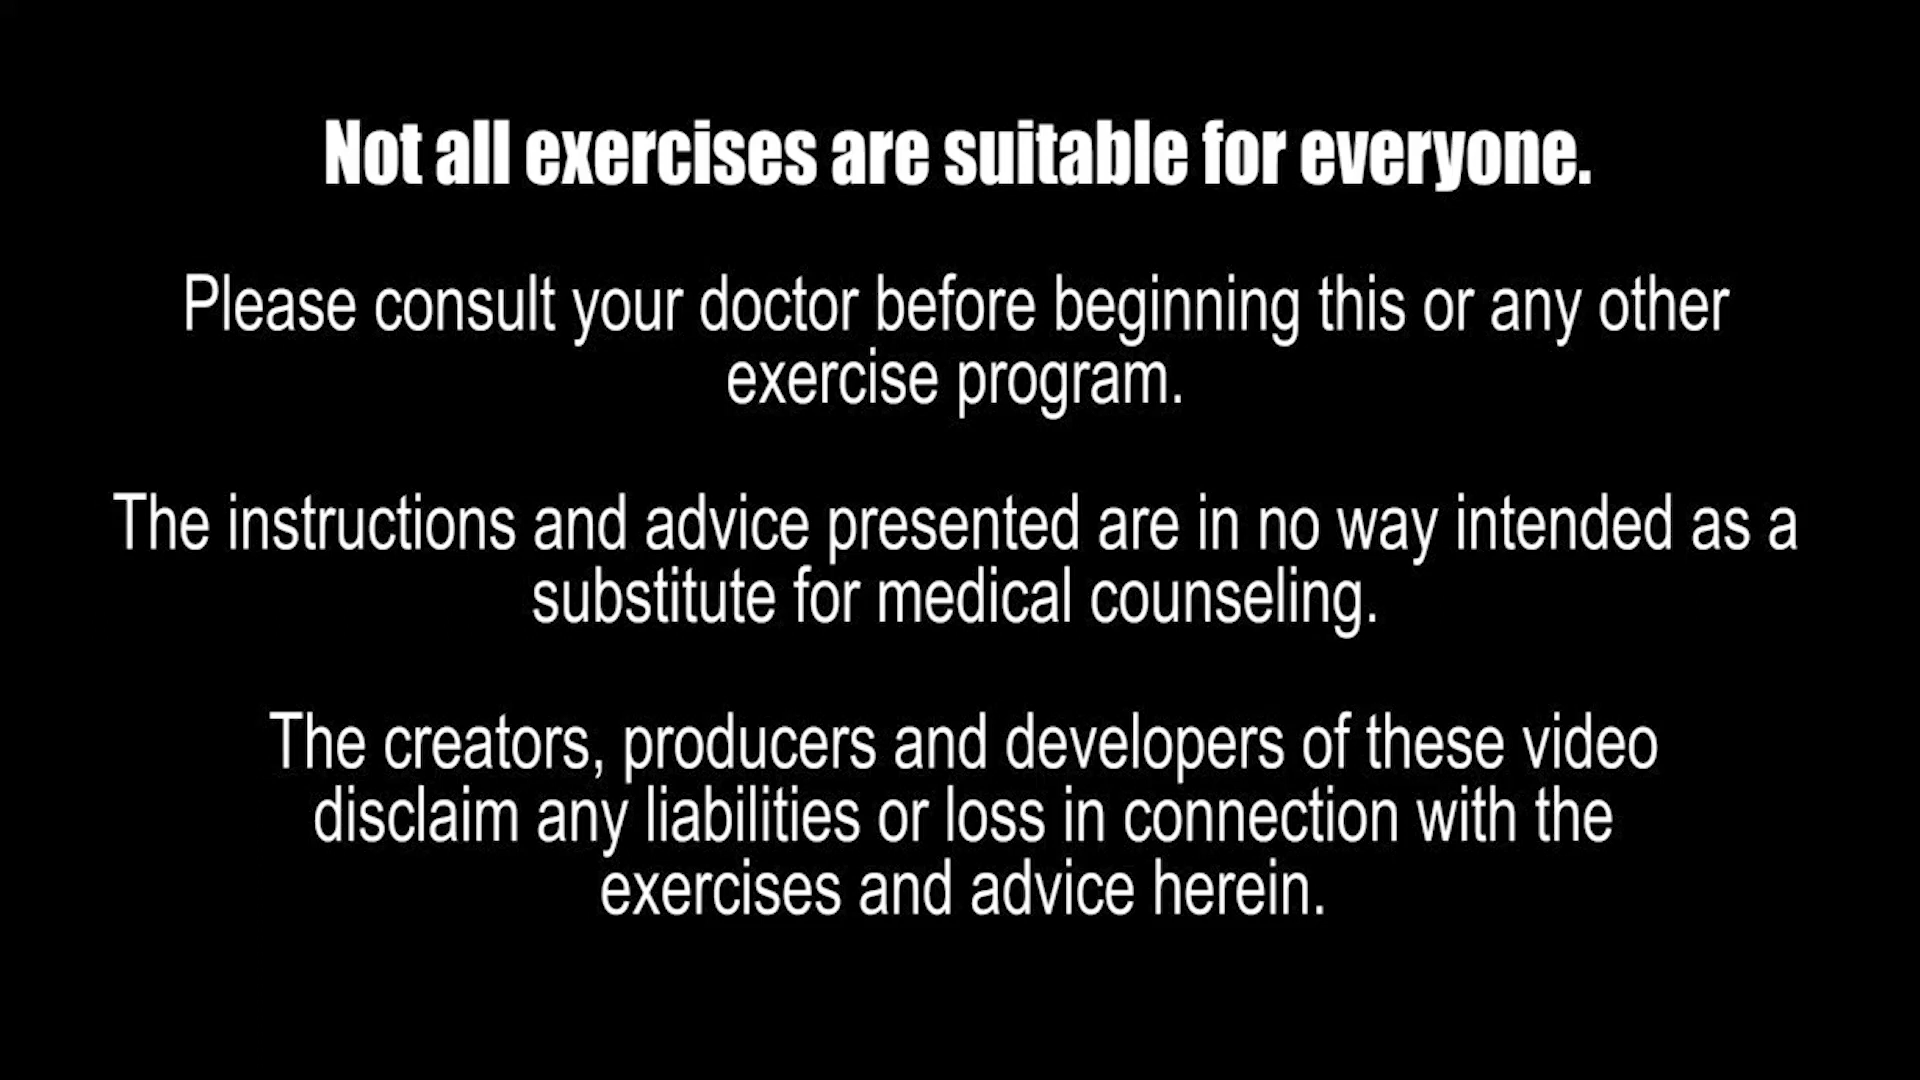 Not all exercises are suitable for everyone.
Please consult your doctor before beginning this or any other
exercise program.
The instructions and advice presented are in no way intended as a
substitute for medical counseling.
The creators, producers and developers of these video
disclaim any liabilities or loss in connection with the
exercises and advice herein.